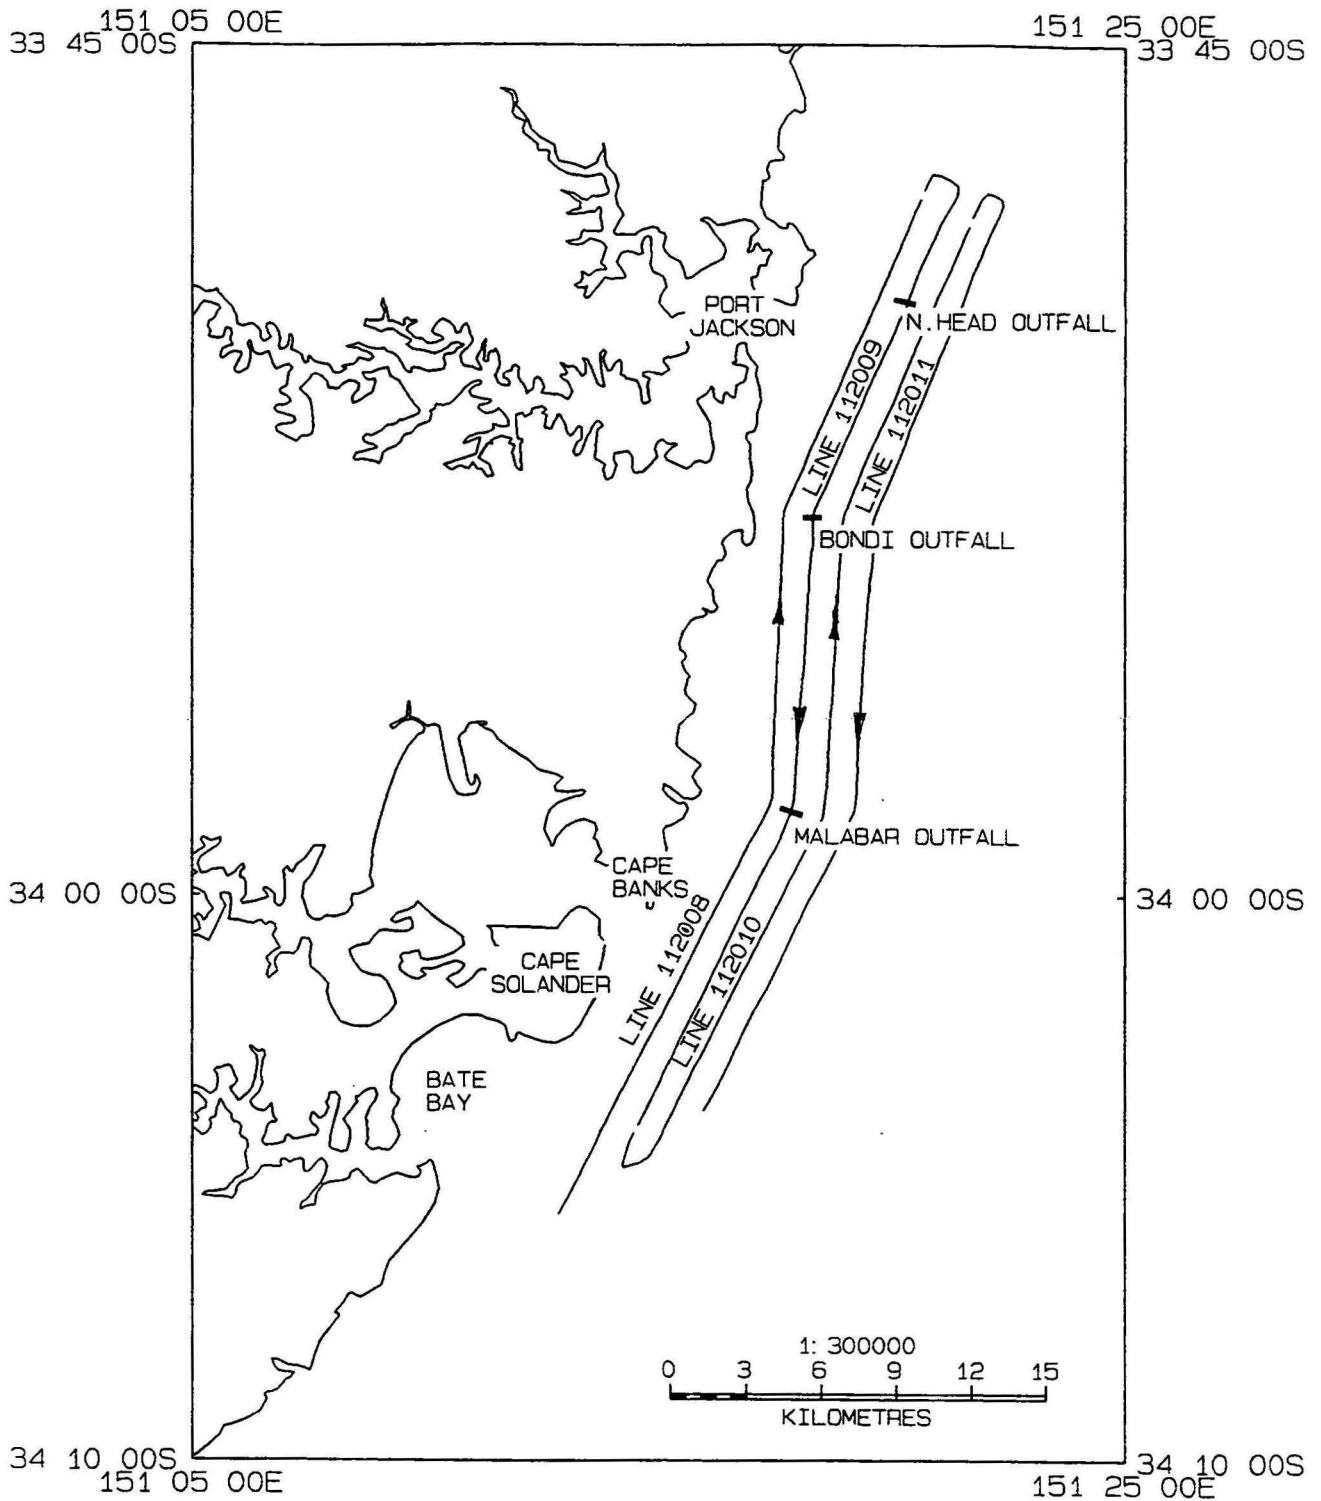 151 05 00E
151 25 00E
33 45 00S
33 45 00S
PORT
JACKSON
N.HEAD OUTFALL
LINE 112009
LINE 112011
BONDI OUTFALL
MALABAR OUTFALL
CAPE
BANKS
34 00 00S
34 00 00S
LINE 112008
LINE 112010
CAPE
SOLANDER
BATE
BAY
1: 300000
0 3 6 9 12 15
KILOMETRES
34 10 00S
34 10 00S
151 05 00E
151 25 00E